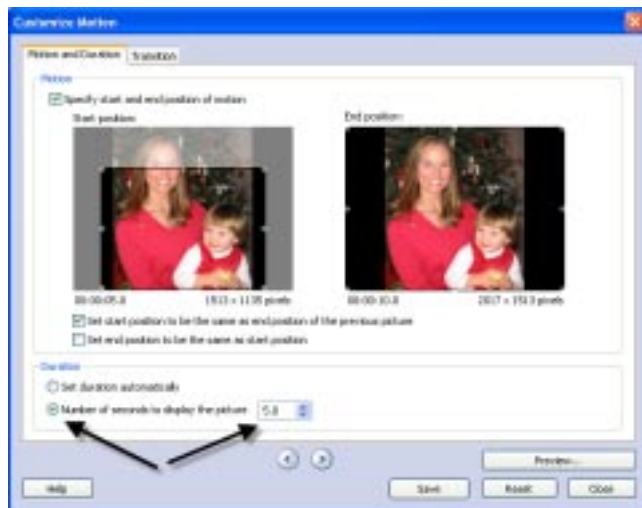 Customize Motion
Motion and Duration Transition
Motion
Specify start and end position of motion
Start position: End position:
00:00:05.0 1513 x 1135 pixels 00:00:10.0 2017 x 1513 pixels
Set start position to be the same as end position of the previous picture
Set end position to be the same as start position
Duration
Set duration automatically
Number of seconds to display the picture: 5.0
Preview...
Help Save Reset Close